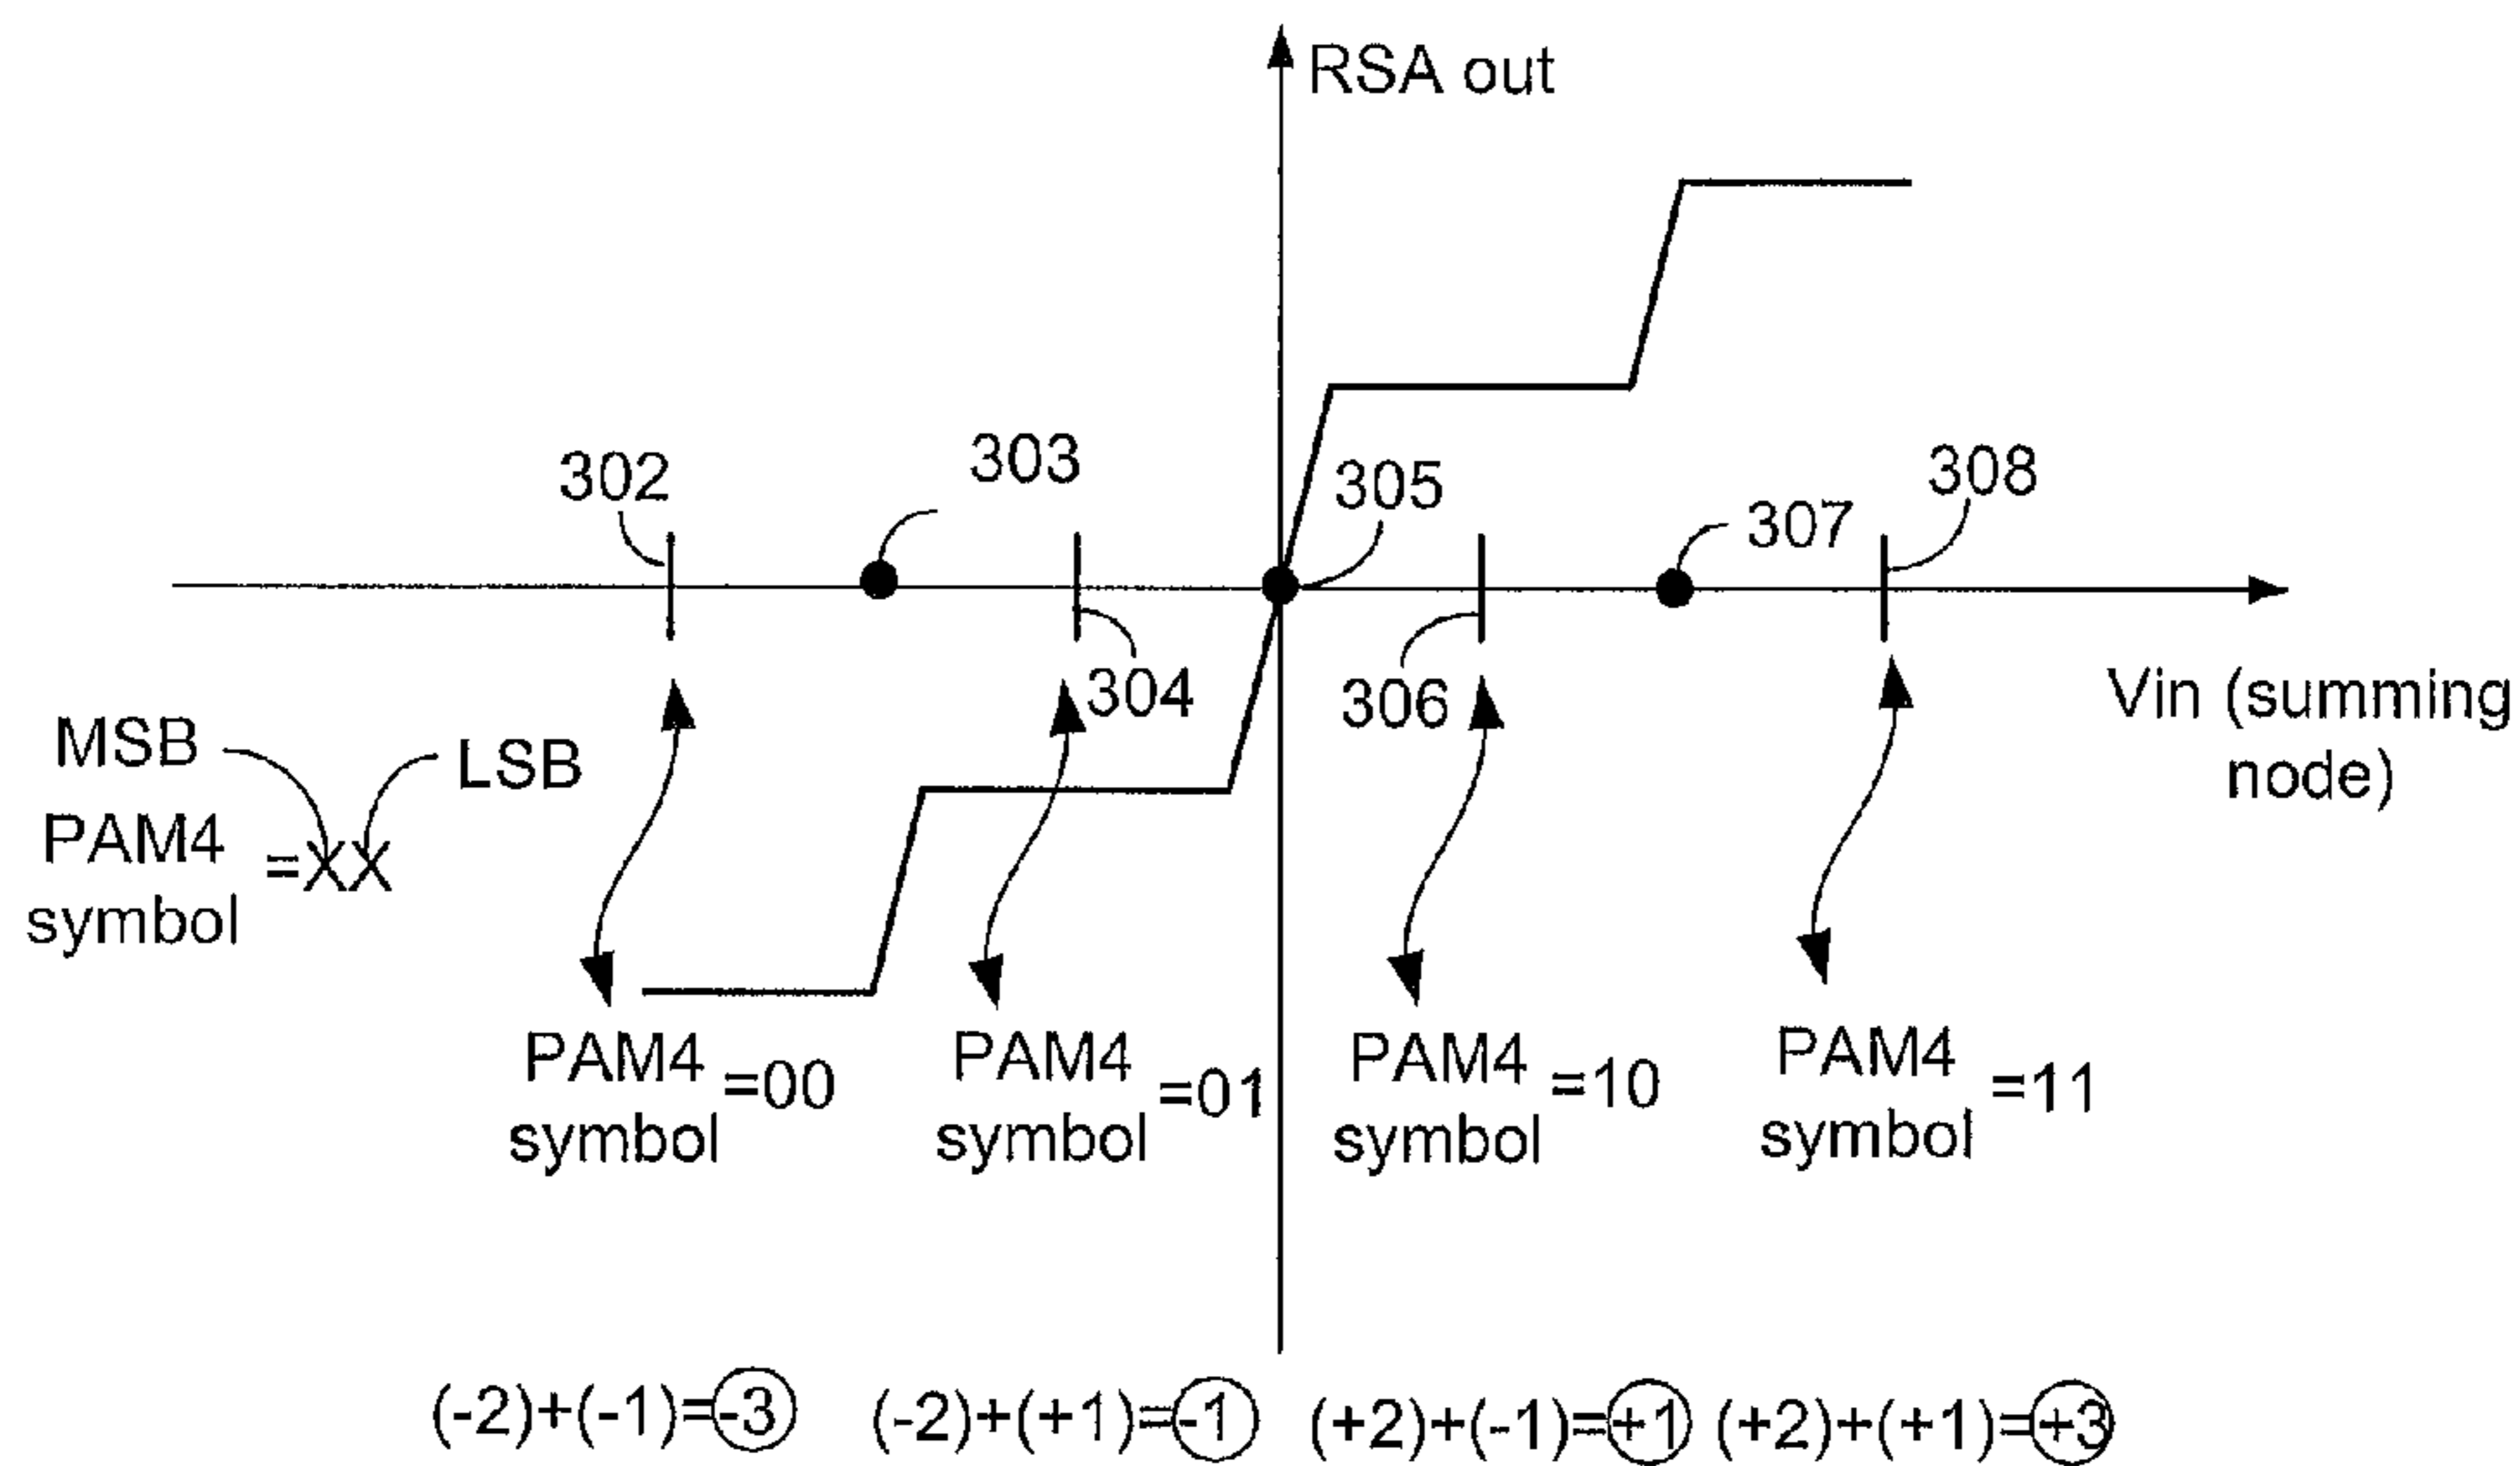 RSA out
302
303
305
307
308
304
306
Vin (summing
node)
MSB
LSB
PAM4
symbol
=XX
PAM4
symbol
=00
PAM4
symbol
=01
PAM4
symbol
=10
PAM4
symbol
=11
(-2)+(-1)=-3
(-2)+(+1)=-1
(+2)+(-1)=+1
(+2)+(+1)=+3